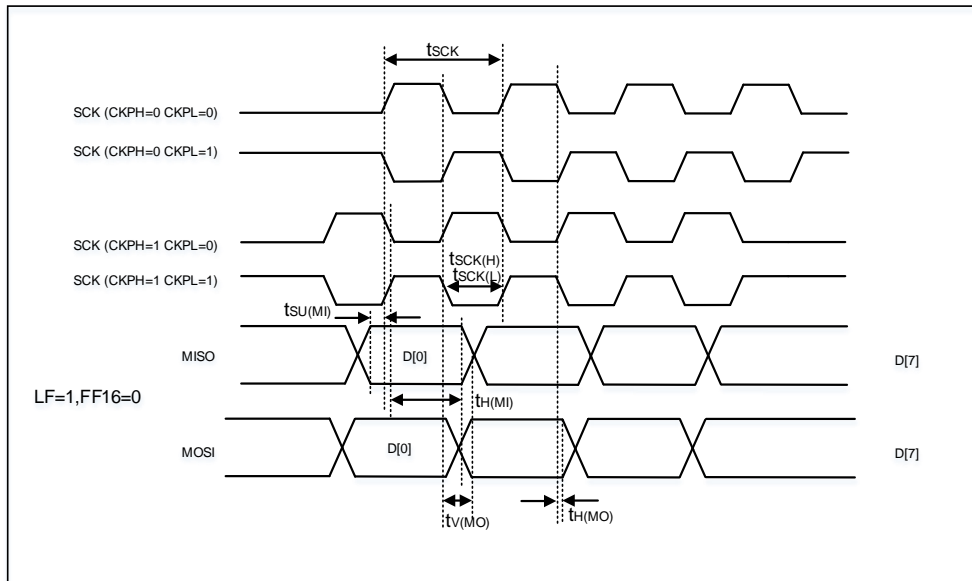 tSCK
SCK (CKPH=0 CKPL=0)
SCK (CKPH=0 CKPL=1)
SCK (CKPH=1 CKPL=0)
tSCK(H)
SCK (CKPH=1 CKPL=1)
tSCK(L)
tSU(MI)
MISO
D[0]
D[7]
LF=1,FF16=0
tH(MI)
MOSI
D[0]
D[7]
tV(MO)
tH(MO)